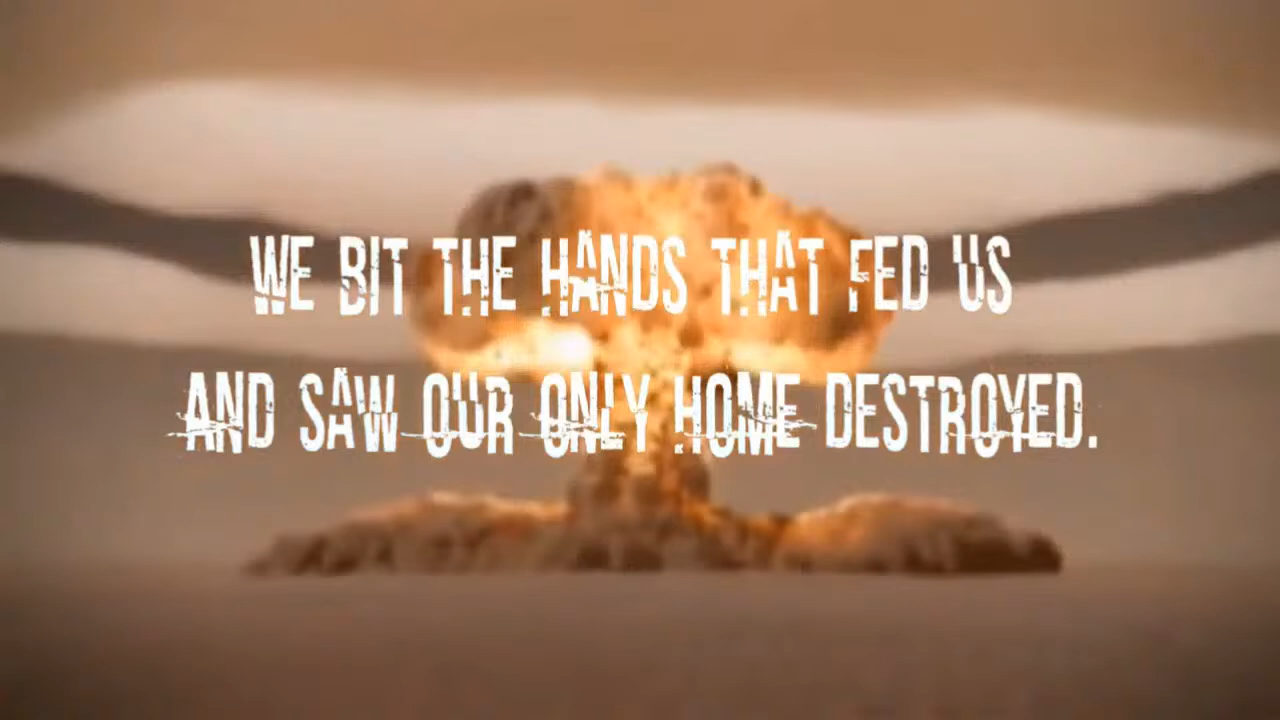 WE BIT THE HANDS THAT FED US
AND SAW OUR ONLY HOME DESTROYED.